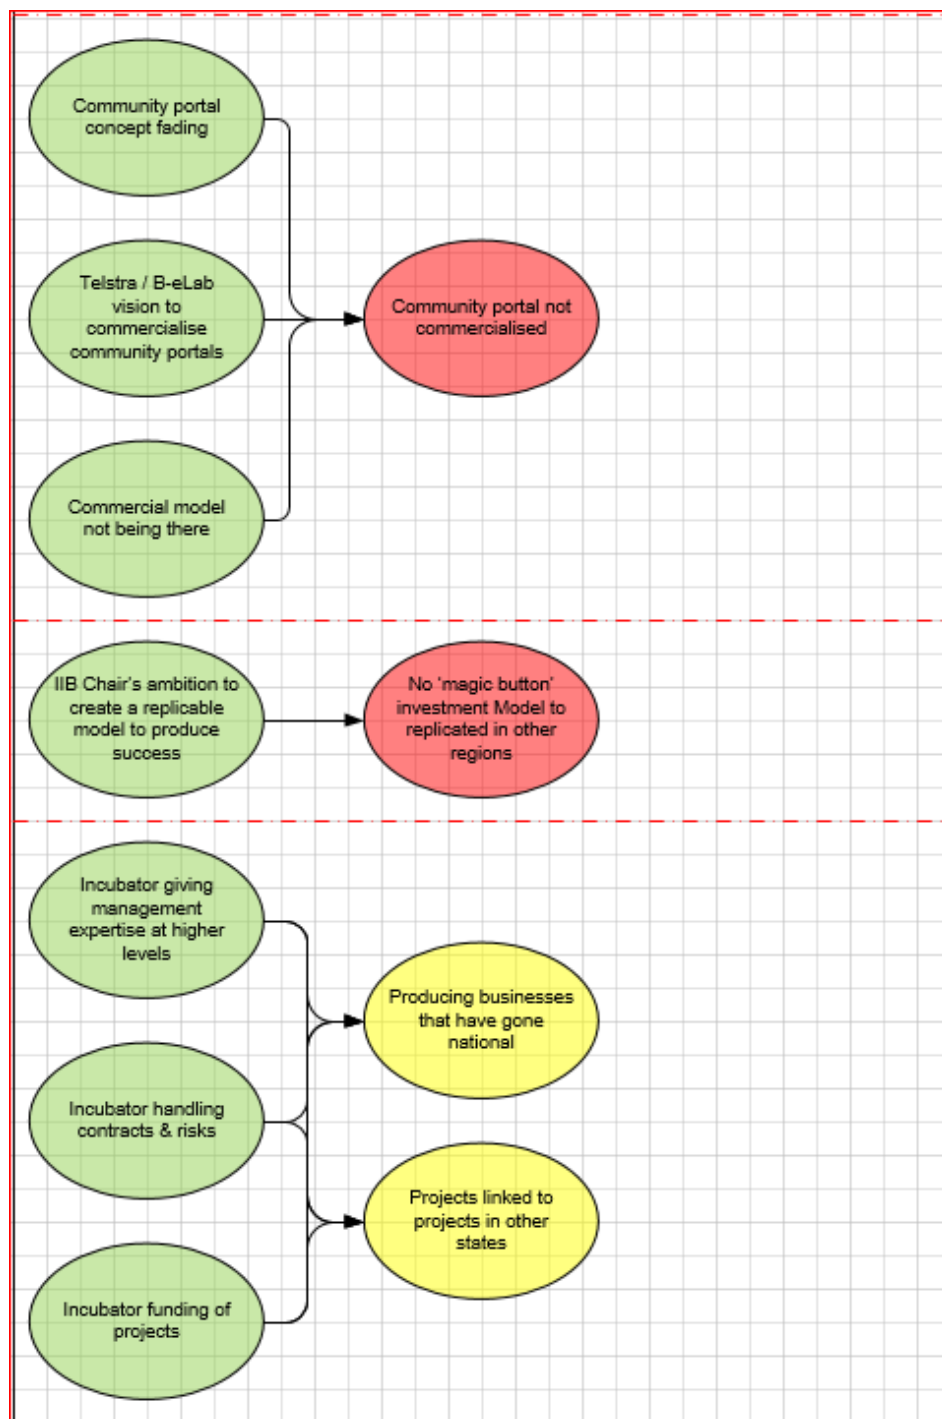 Community portal
concept fading
Telstra / B-eLab
vision to
commercialise
community portals
Community portal not
commercialised
Commercial model
not being there
IIB Chair's ambition to
create a replicable
model to produce
success
No 'magic button'
investment Model to
replicated in other
regions
Incubator giving
management
expertise at higher
levels
Producing businesses
that have gone
national
Incubator handling
contracts & risks
Projects linked to
projects in other
states
Incubator funding of
projects